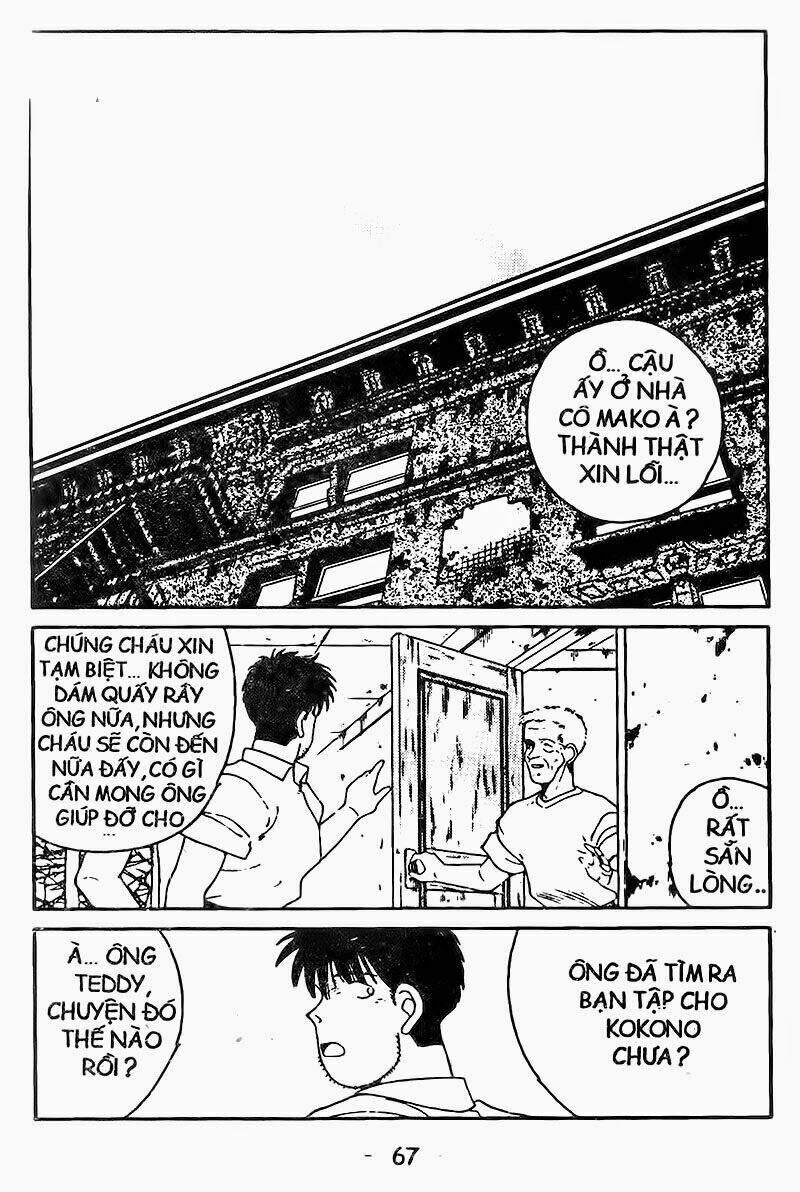 Ồ... CẬU
ẤY Ở NHÀ
CÔ MAKO À?
THÀNH THẬT
XIN LỖI...
CHÚNG CHÁU XIN
TẠM BIỆT... KHÔNG
DÁM QUẤY RẦY
ÔNG NỮA, NHƯNG
CHÁU SẼ CÒN ĐẾN
NỮA ĐẤY, CÓ GÌ
CẦN MONG ÔNG
GIÚP ĐỠ CHO
...
Ồ...
RẤT
SẴN
LÒNG..
À... ÔNG
TEDDY,
CHUYỆN ĐÓ
THẾ NÀO
RỒI?
ÔNG ĐÃ TÌM RA
BẠN TẬP CHO
KOKONO
CHƯA?
- 67